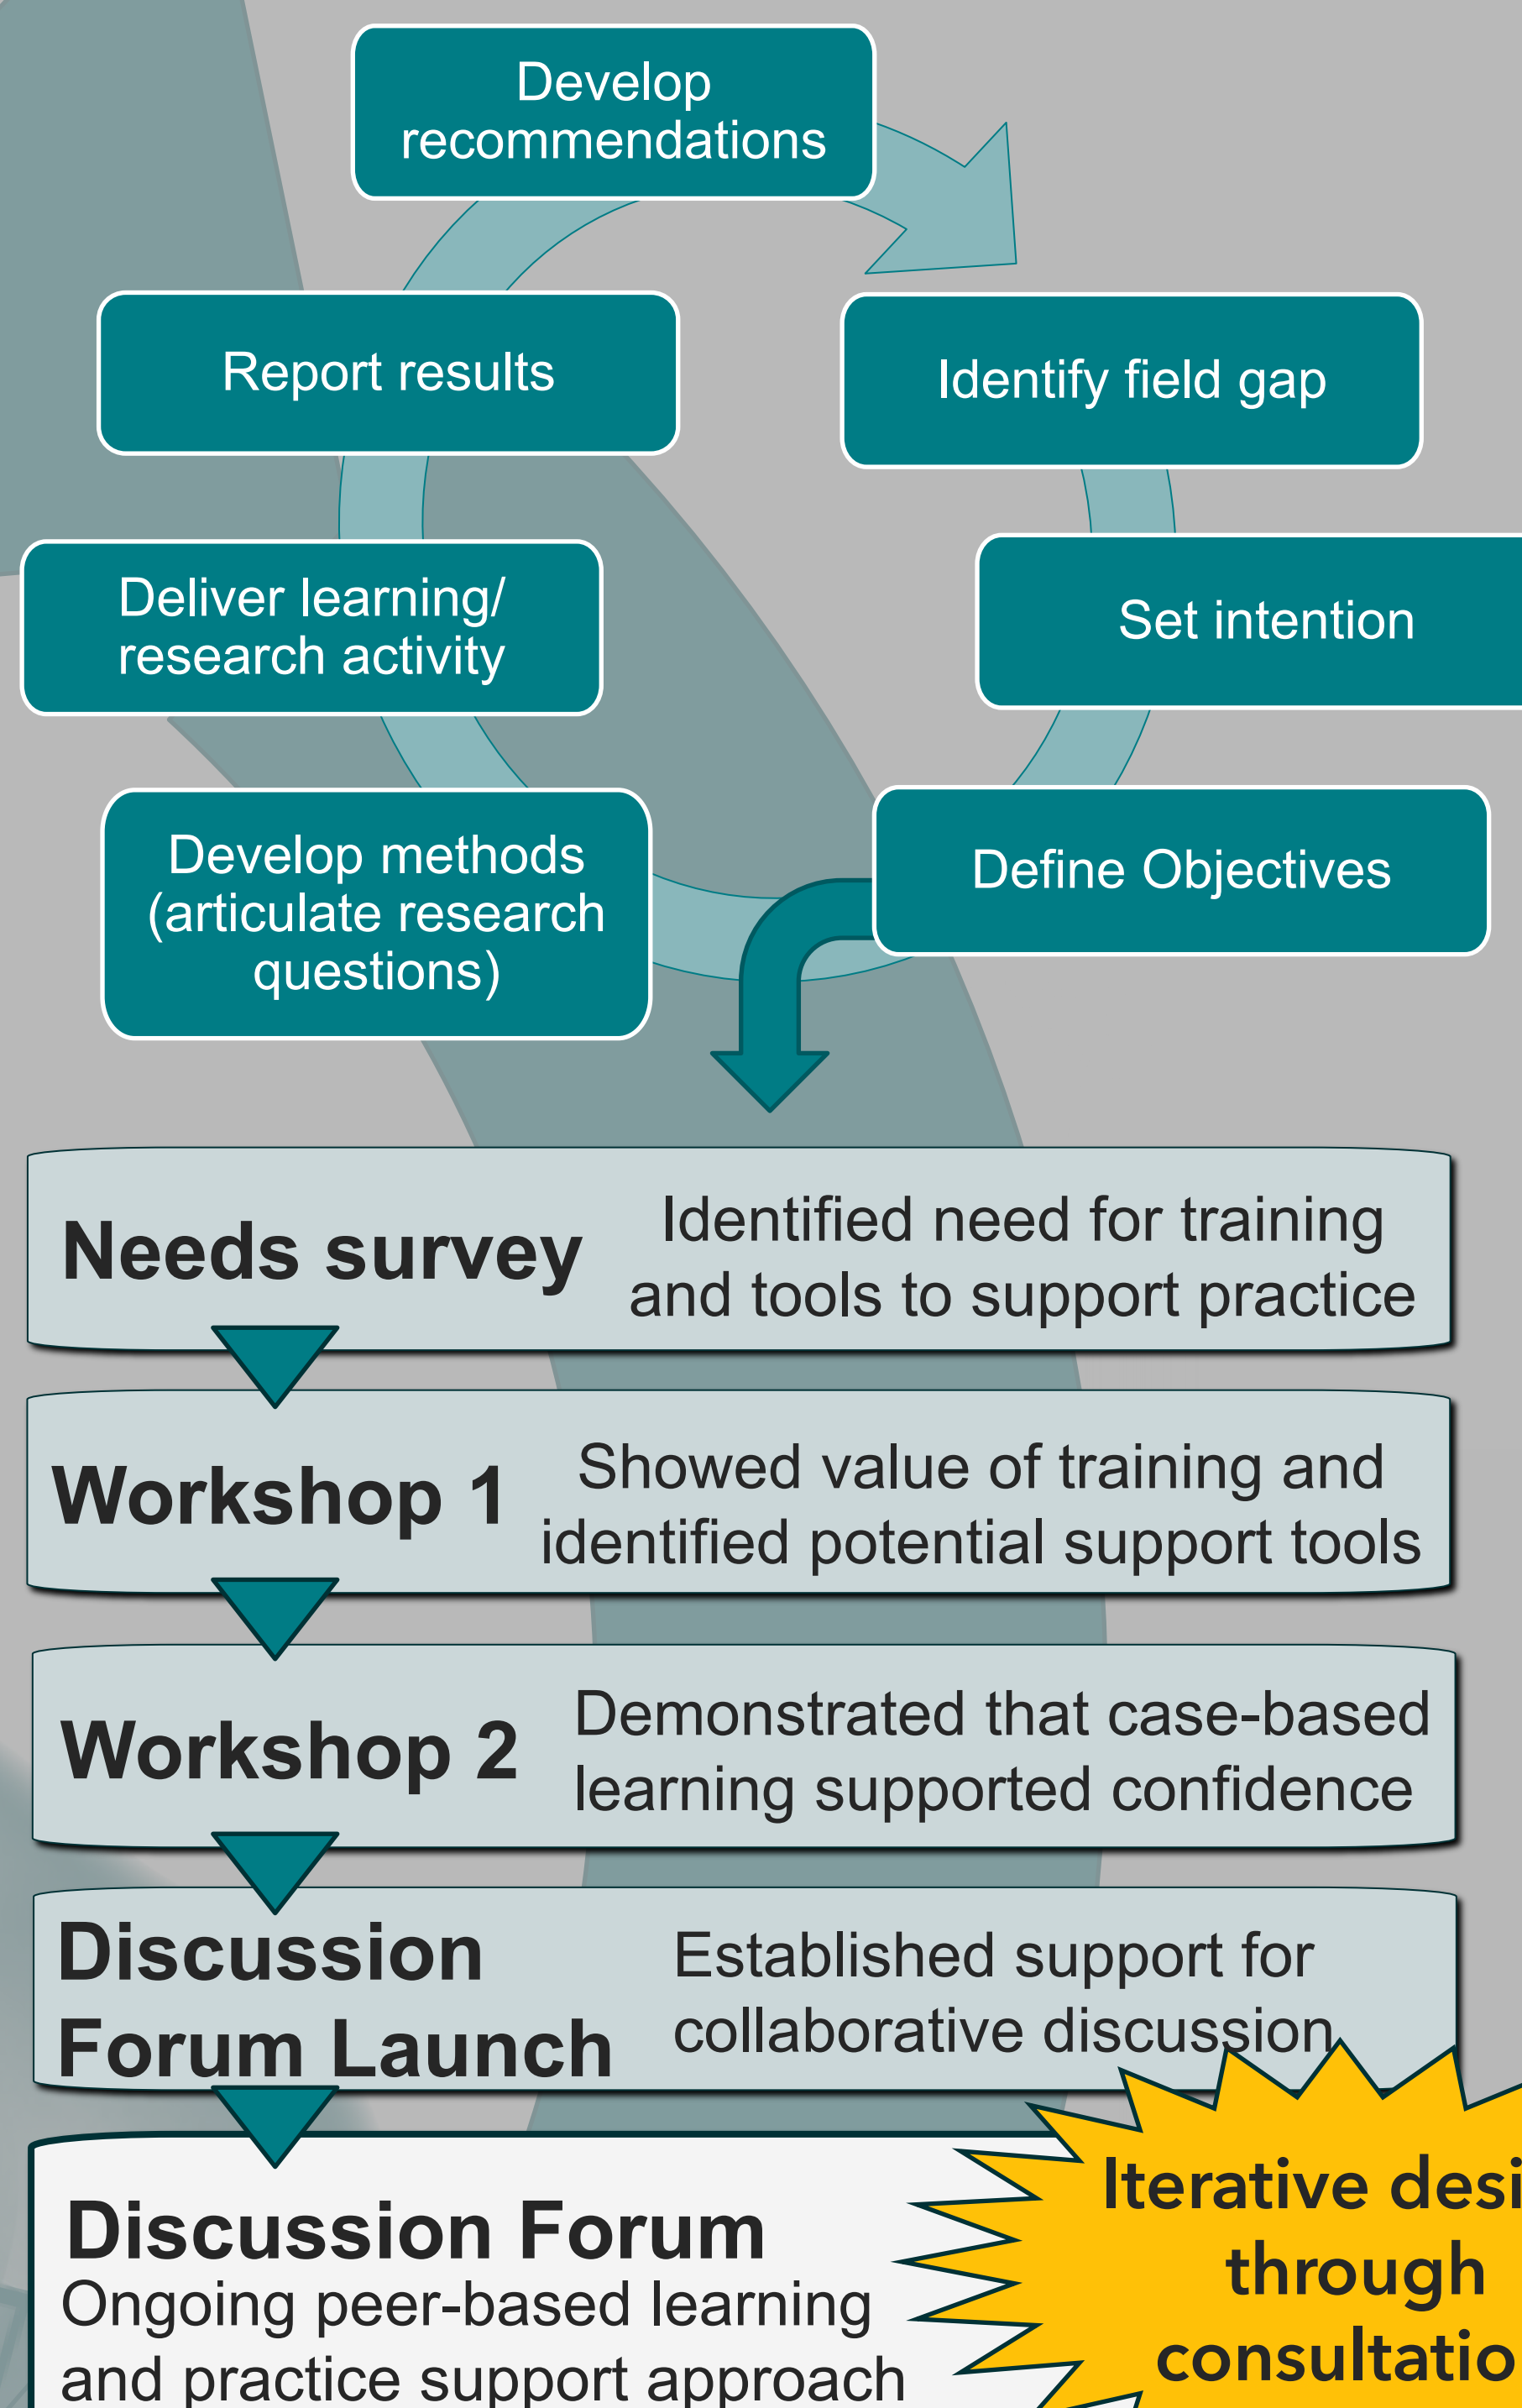 Develop
recommendations
Report results
Identify field gap
Deliver learning/
research activity
Set intention
Develop methods
(articulate research
questions)
Define Objectives
Needs survey
Identified need for training
and tools to support practice
Workshop 1
Showed value of training and
identified potential support tools
Workshop 2
Demonstrated that case-based
learning supported confidence
Discussion
Forum Launch
Established support for
collaborative discussion
Discussion Forum
Ongoing peer-based learning
and practice support approach
Iterative desi
through
consultatio